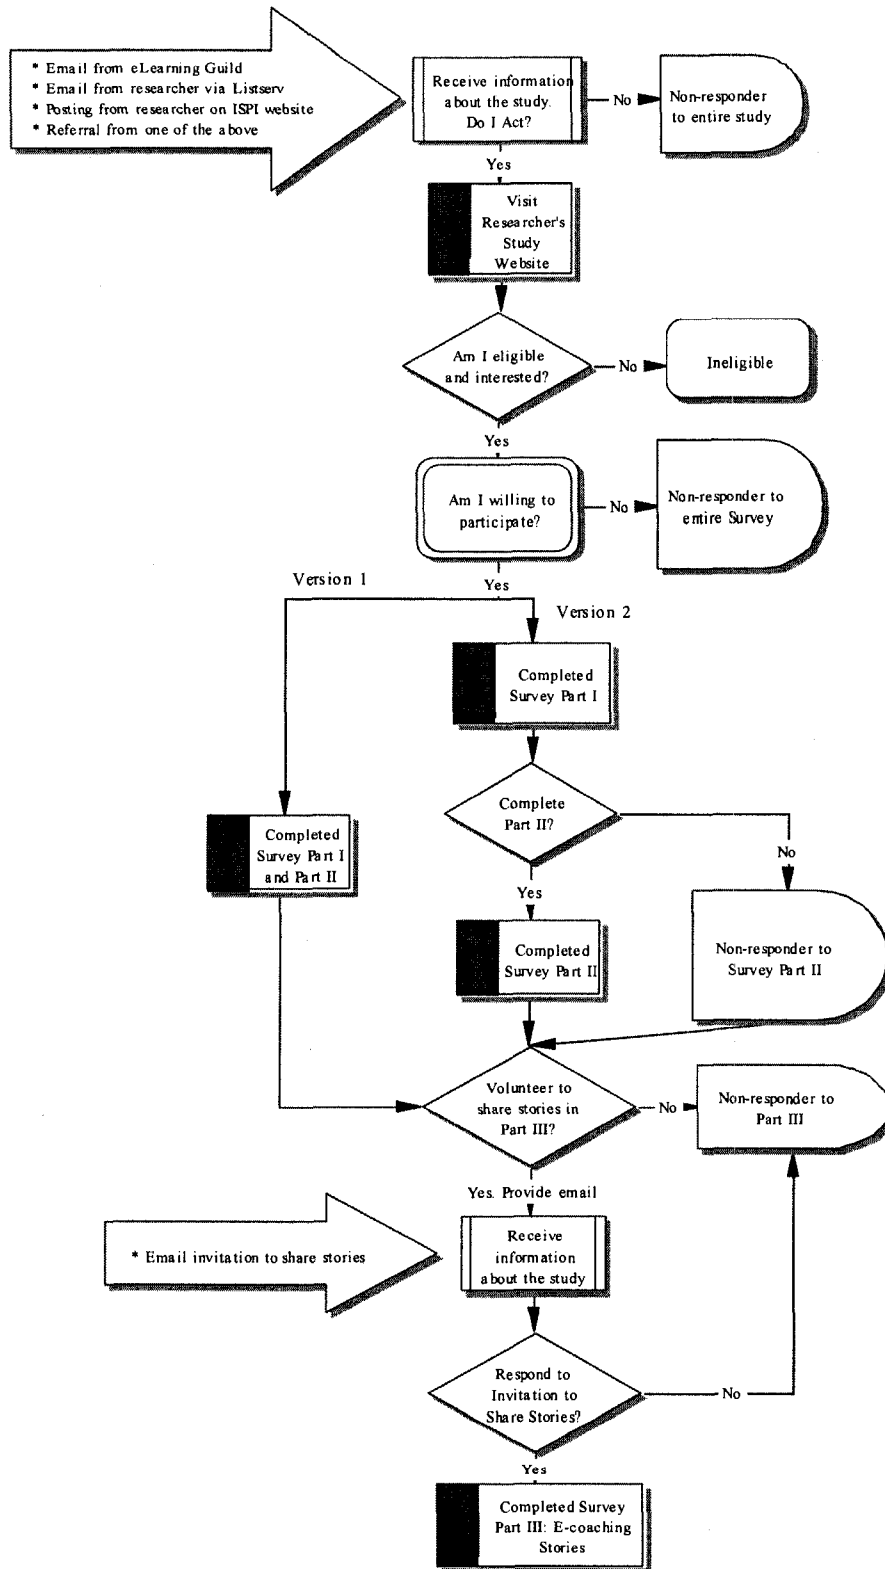 * Email from eLearning Guild
* Email from researcher via Listserv
* Posting from researcher on ISPI website
* Referral from one of the above
Receive information
about the study.
Do I Act?
No
Non-responder
to entire study
Yes
Visit
Researcher's
Study
Website
Am I eligible
and interested?
No
Ineligible
Yes
Am I willing to
participate?
No
Non-responder to
entire Survey
Yes
Version 1
Version 2
Completed
Survey Part I
Complete
Part II?
No
Completed
Survey Part I
and Part II
Yes
Completed
Survey Part II
Non-responder to
Survey Part II
Volunteer to
share stories in
Part III?
No
Non-responder to
Part III
Yes. Provide email
* Email invitation to share stories
Receive
information
about the study
Respond to
Invitation to
Share Stories?
No
Yes
Completed Survey
Part III: E-coaching
Stories